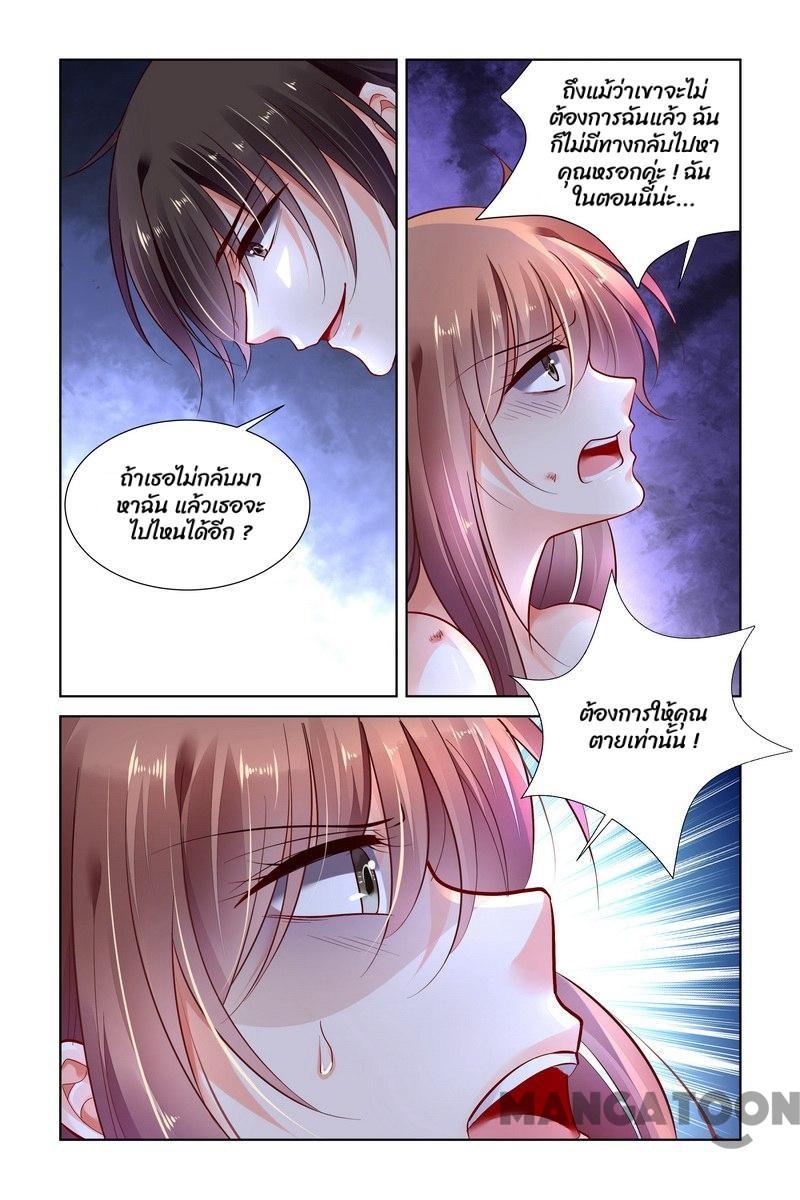 ถ้าเธอไม่กลับมา
หาฉัน แล้วเธอจะ
ไปไหนได้อีก ?
ถึงแม้ว่าเขาจะไม่
ต้องการฉันแล้ว ฉัน
ก็ไม่มีทางกลับไปหา
คุณหรอกค่ะ ! ฉัน
ในตอนนี้น่ะ...
ต้องการให้คุณ
ตายเท่านั้น !
MANGATOON